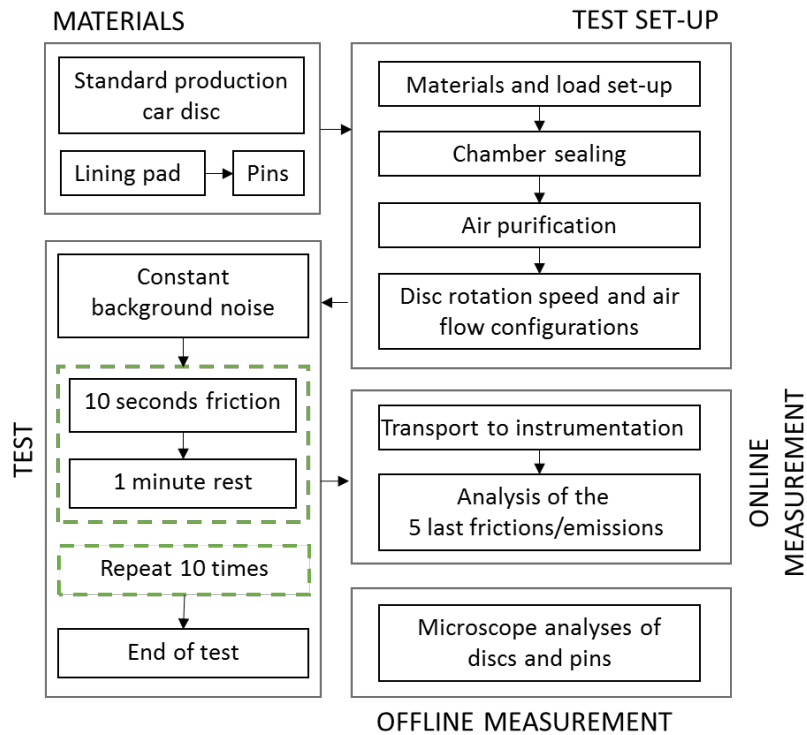 MATERIALS
Standard production
car disc
Lining pad
Pins
TEST SET-UP
Materials and load set-up
Chamber sealing
Air purification
Disc rotation speed and air
flow configurations
TEST
Constant
background noise
10 seconds friction
1 minute rest
Repeat 10 times
End of test
ONLINE
MEASUREMENT
Transport to instrumentation
Analysis of the
5 last frictions/emissions
Microscope analyses of
discs and pins
OFFLINE MEASUREMENT